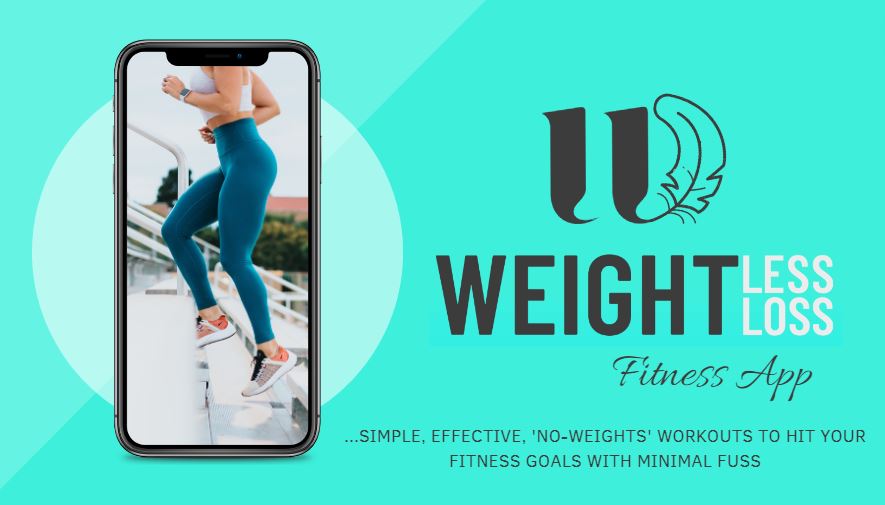 WEIGHT LESS
LOSS
Fitness App
...SIMPLE, EFFECTIVE, 'NO-WEIGHTS' WORKOUTS TO HIT YOUR
FITNESS GOALS WITH MINIMAL FUSS